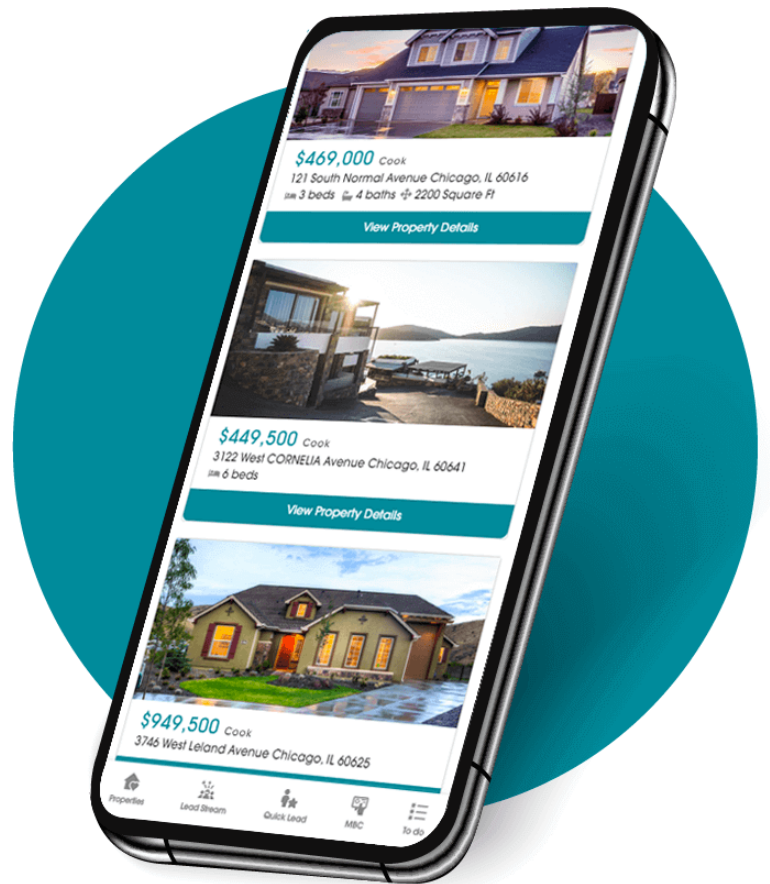 $469,000 Cook
121 South Normal Avenue Chicago, IL 60616
3 beds 4 baths 2200 Square Ft
View Property Details
$449,500 Cook
3122 West CORNELIA Avenue Chicago, IL 60641
6 beds
View Property Details
$949,500 Cook
3746 West Leland Avenue Chicago, IL 60625
Properties Lead Stream Quick Lead MBC To do